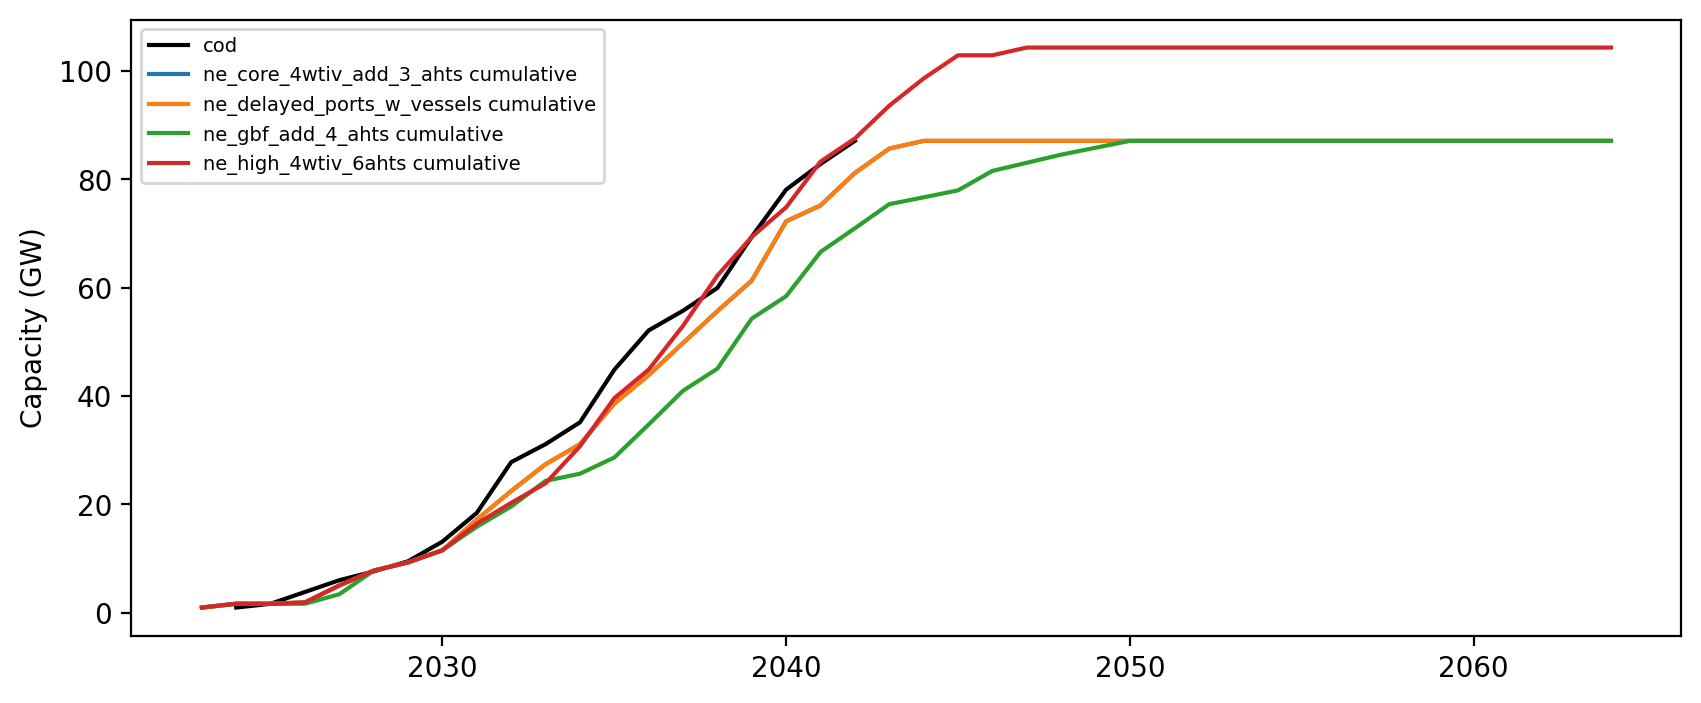 cod
ne_core_4wtiv_add_3_ahts cumulative
ne_delayed_ports_w_vessels cumulative
ne_gbf_add_4_ahts cumulative
ne_high_4wtiv_6ahts cumulative
Capacity (GW)
100
80
60
40
20
0
2030
2040
2050
2060